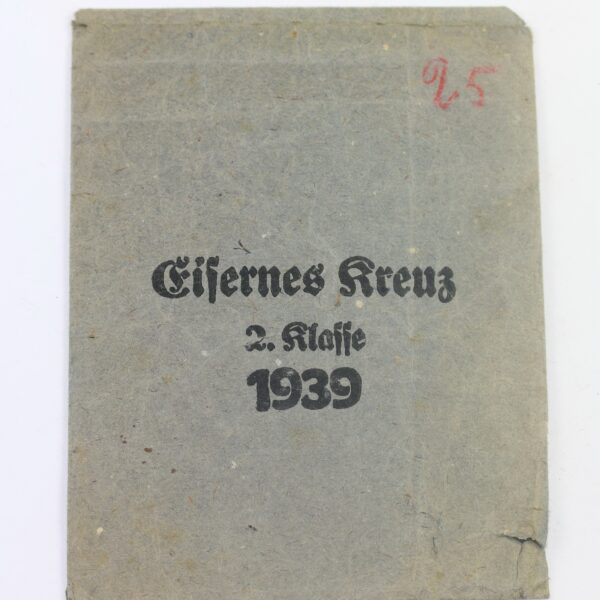 25
Eisernes Kreuz
2. Klasse
1939